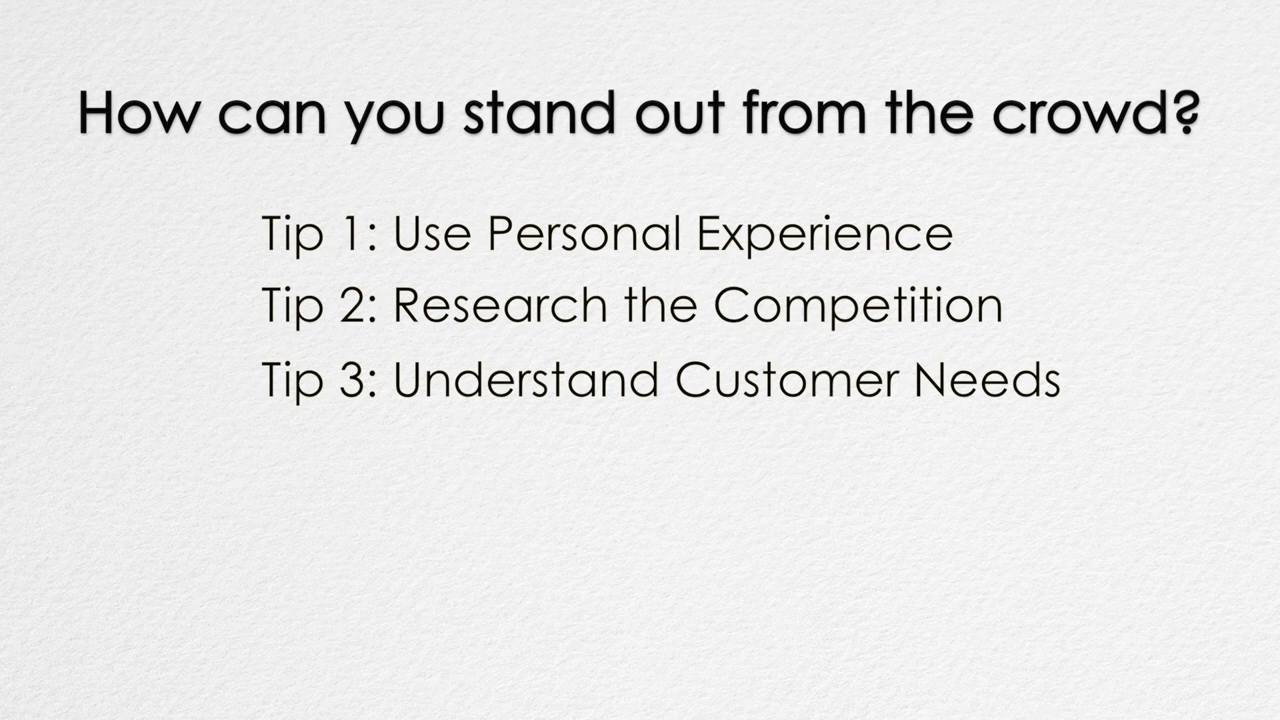 How can you stand out from the crowd?
Tip 1: Use Personal Experience
Tip 2: Research the Competition
Tip 3: Understand Customer Needs